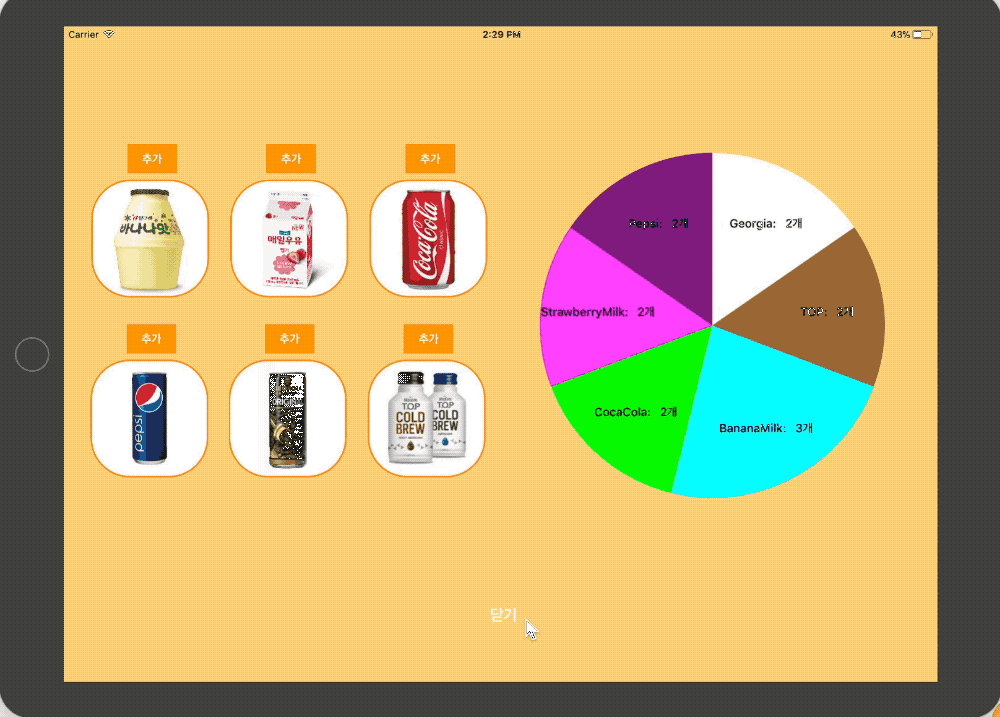 Carrier
2:29 PM
43%
추가
추가
추가
바나나맛
매일우유
Coca-Cola
추가
추가
추가
pepsi
TOP
COLD
BREW
TOP
COLD
BREW
Pepsi: 2개
Georgia: 2개
StrawberryMilk: 2개
TOP: 2개
CocaCola: 2개
BananaMilk: 3개
닫기